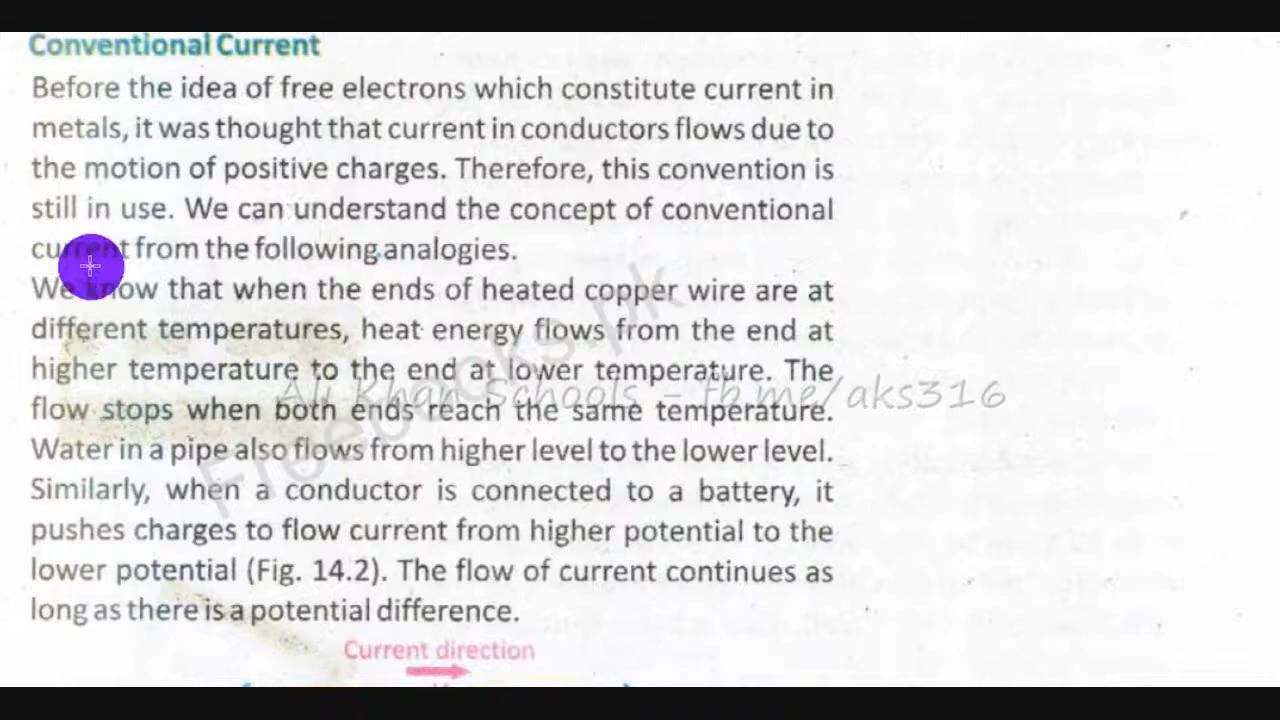 Conventional Current
Before the idea of free electrons which constitute current in
metals, it was thought that current in conductors flows due to
the motion of positive charges. Therefore, this convention is
still in use. We can understand the concept of conventional
current from the following analogies.
We know that when the ends of heated copper wire are at
different temperatures, heat energy flows from the end at
higher temperature to the end at lower temperature. The
flow stops when both ends reach the same temperature.
Water in a pipe also flows from higher level to the lower level.
Similarly, when a conductor is connected to a battery, it
pushes charges to flow current from higher potential to the
lower potential (Fig. 14.2). The flow of current continues as
long as there is a potential difference.
Current direction
Ali Khan Schools - fb.me/aks316
Freebooks.pk